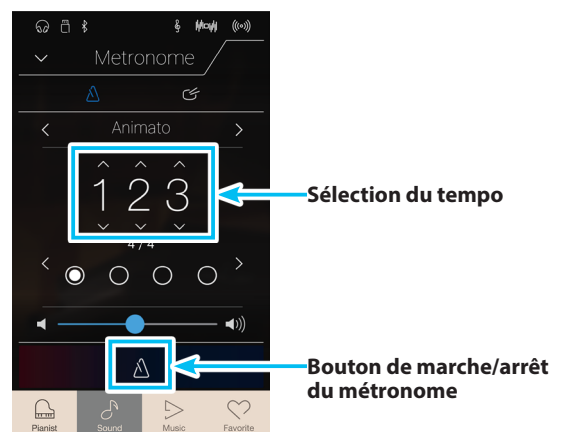 Metronome
Animato
1 2 3
Sélection du tempo
4 / 4
Bouton de marche/arrêt
du métronome
Pianist Sound Music Favorite